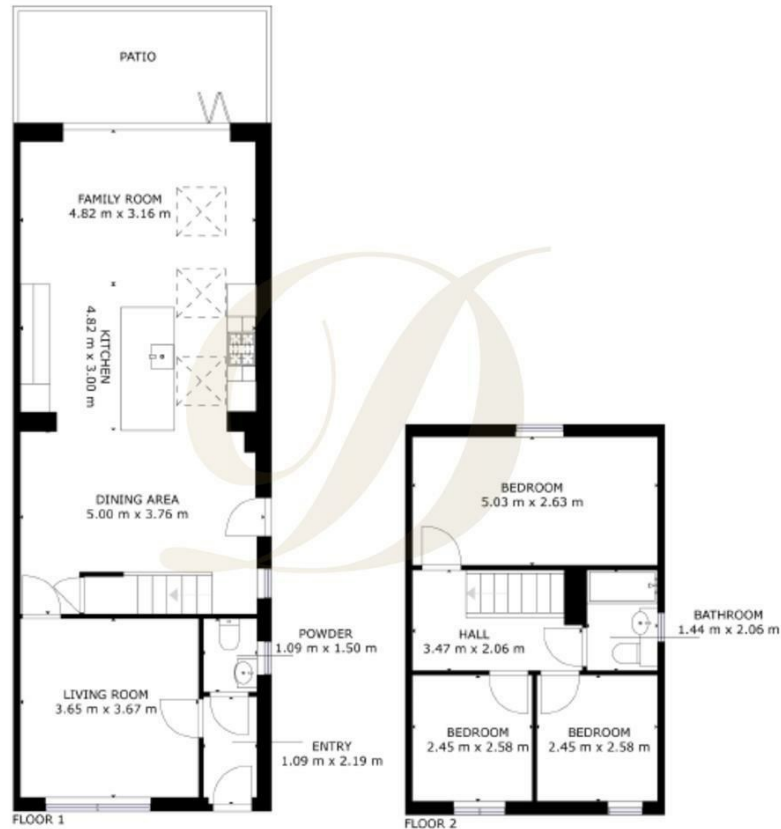 PATIO
FAMILY ROOM
4.82 m x 3.16 m
KITCHEN
4.82 m x 3.00 m
DINING AREA
5.00 m x 3.76 m
POWDER
1.09 m x 1.50 m
LIVING ROOM
3.65 m x 3.67 m
ENTRY
1.09 m x 2.19 m
FLOOR 1
BEDROOM
5.03 m x 2.63 m
HALL
3.47 m x 2.06 m
BATHROOM
1.44 m x 2.06 m
BEDROOM
2.45 m x 2.58 m
BEDROOM
2.45 m x 2.58 m
FLOOR 2
D